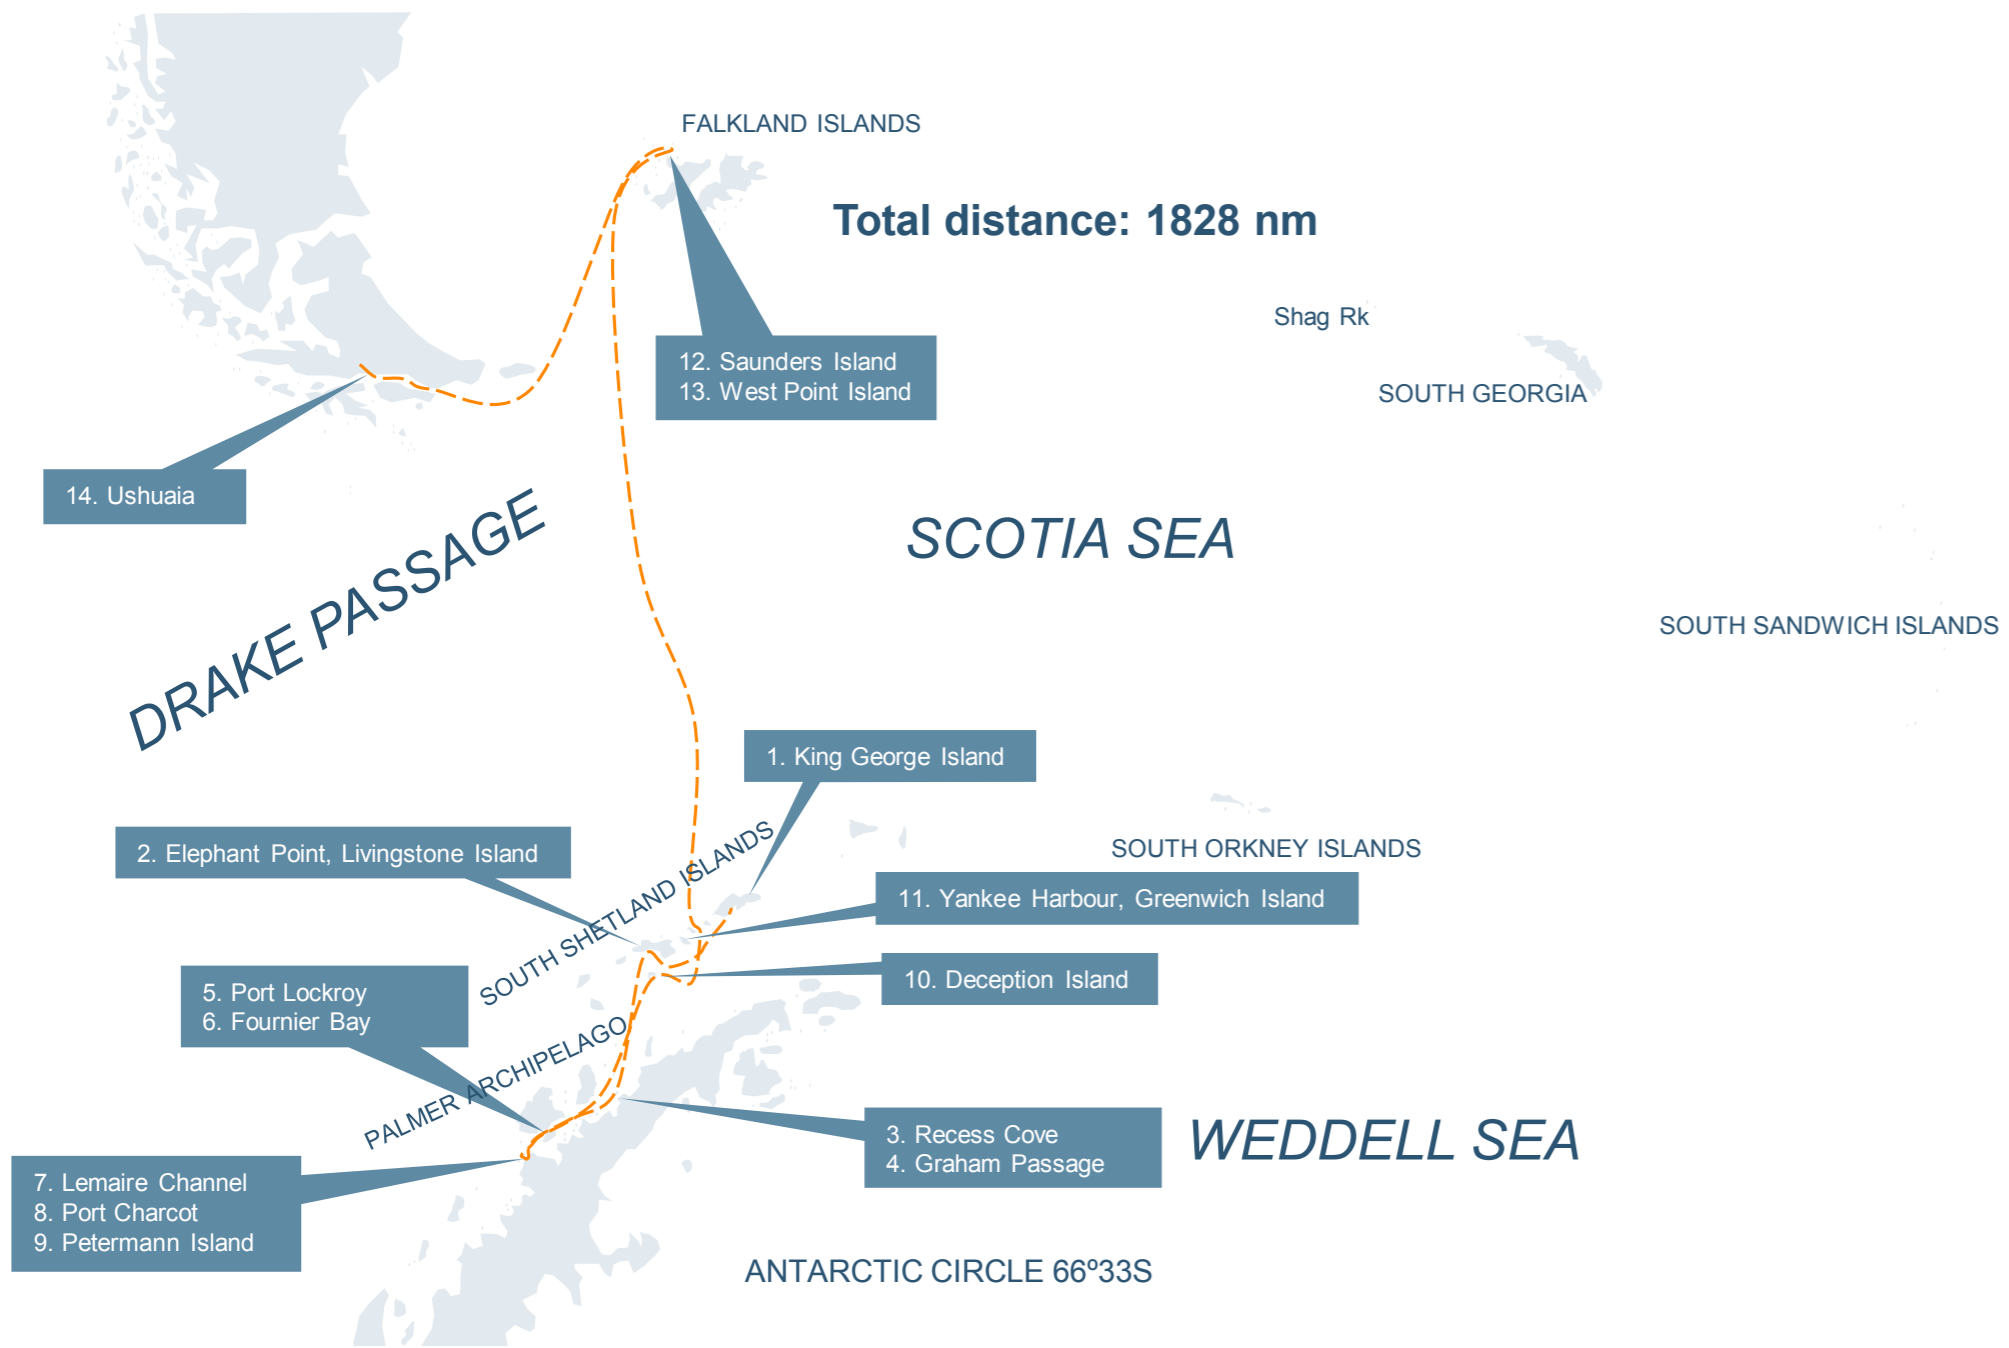 FALKLAND ISLANDS
Total distance: 1828 nm
Shag Rk
12. Saunders Island
13. West Point Island
SOUTH GEORGIA
14. Ushuaia
DRAKE PASSAGE
SCOTIA SEA
SOUTH SANDWICH ISLANDS
1. King George Island
2. Elephant Point, Livingstone Island
SOUTH SHETLAND ISLANDS
SOUTH ORKNEY ISLANDS
11. Yankee Harbour, Greenwich Island
10. Deception Island
5. Port Lockroy
6. Fournier Bay
PALMER ARCHIPELAGO
3. Recess Cove
4. Graham Passage
WEDDELL SEA
7. Lemaire Channel
8. Port Charcot
9. Petermann Island
ANTARCTIC CIRCLE 66º33S